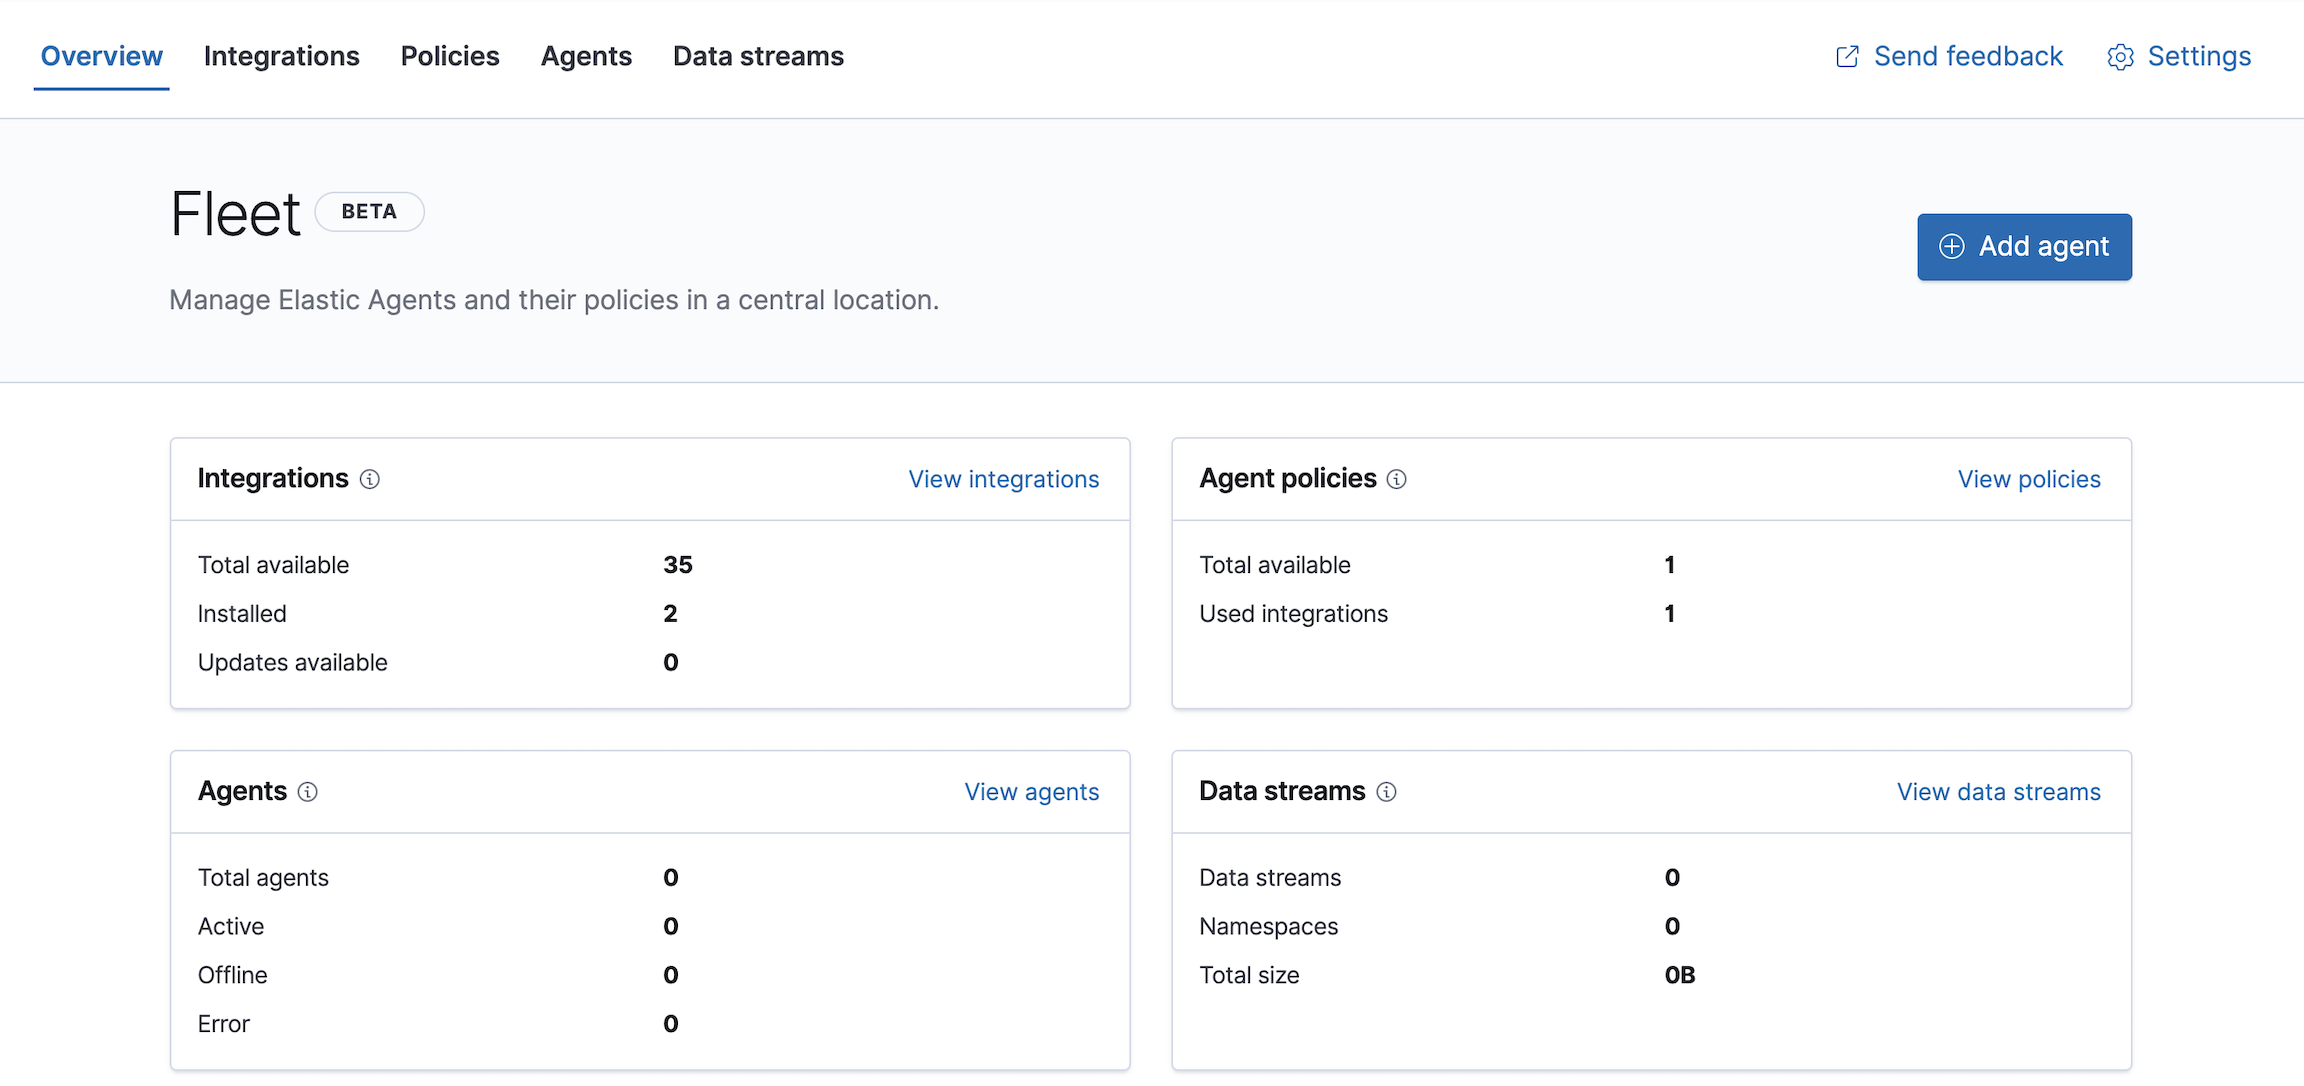 Overview Integrations Policies Agents Data streams Send feedback Settings
Fleet BETA
Add agent
Manage Elastic Agents and their policies in a central location.
Integrations View integrations
Total available 35
Installed 2
Updates available 0
Agent policies View policies
Total available 1
Used integrations 1
Agents View agents
Total agents 0
Active 0
Offline 0
Error 0
Data streams View data streams
Data streams 0
Namespaces 0
Total size 0B